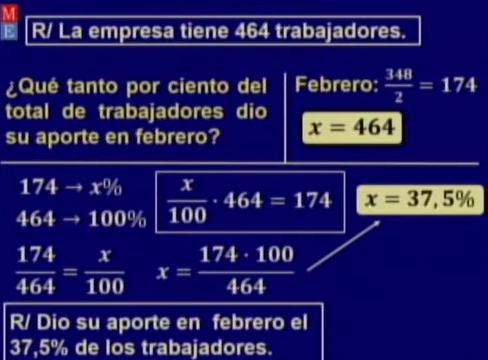 M
E
R/ La empresa tiene 464 trabajadores.
¿Qué tanto por ciento del
total de trabajadores dio
su aporte en febrero?
Febrero: 348/2 = 174
x = 464
174 → x%
464 → 100%
x/100 · 464 = 174
x = 37,5%
174/464 = x/100
x = 174 · 100/464
R/ Dio su aporte en febrero el
37,5% de los trabajadores.